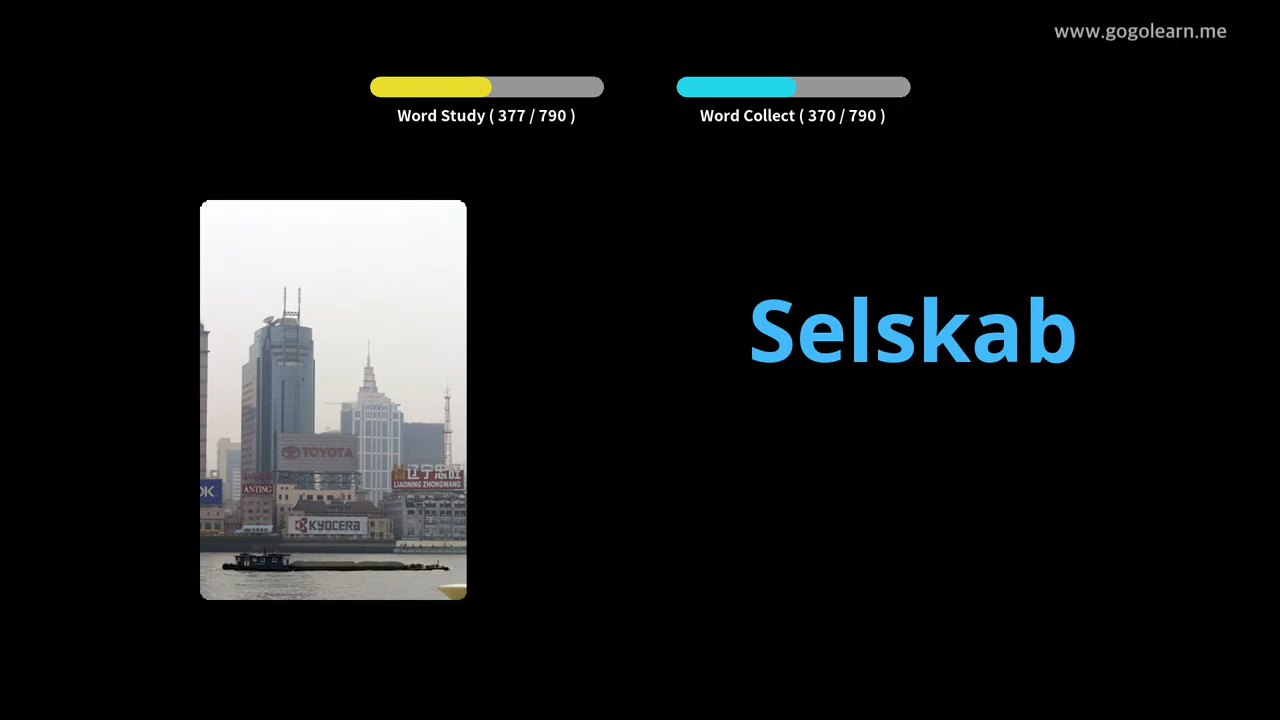 www.gogolearn.me
Word Study ( 377 / 790 )
Word Collect ( 370 / 790 )
Selskab
TOYOTA
辽宁忠旺
LIAONING ZHONGWANG
OK
ANTING
KYOCERA